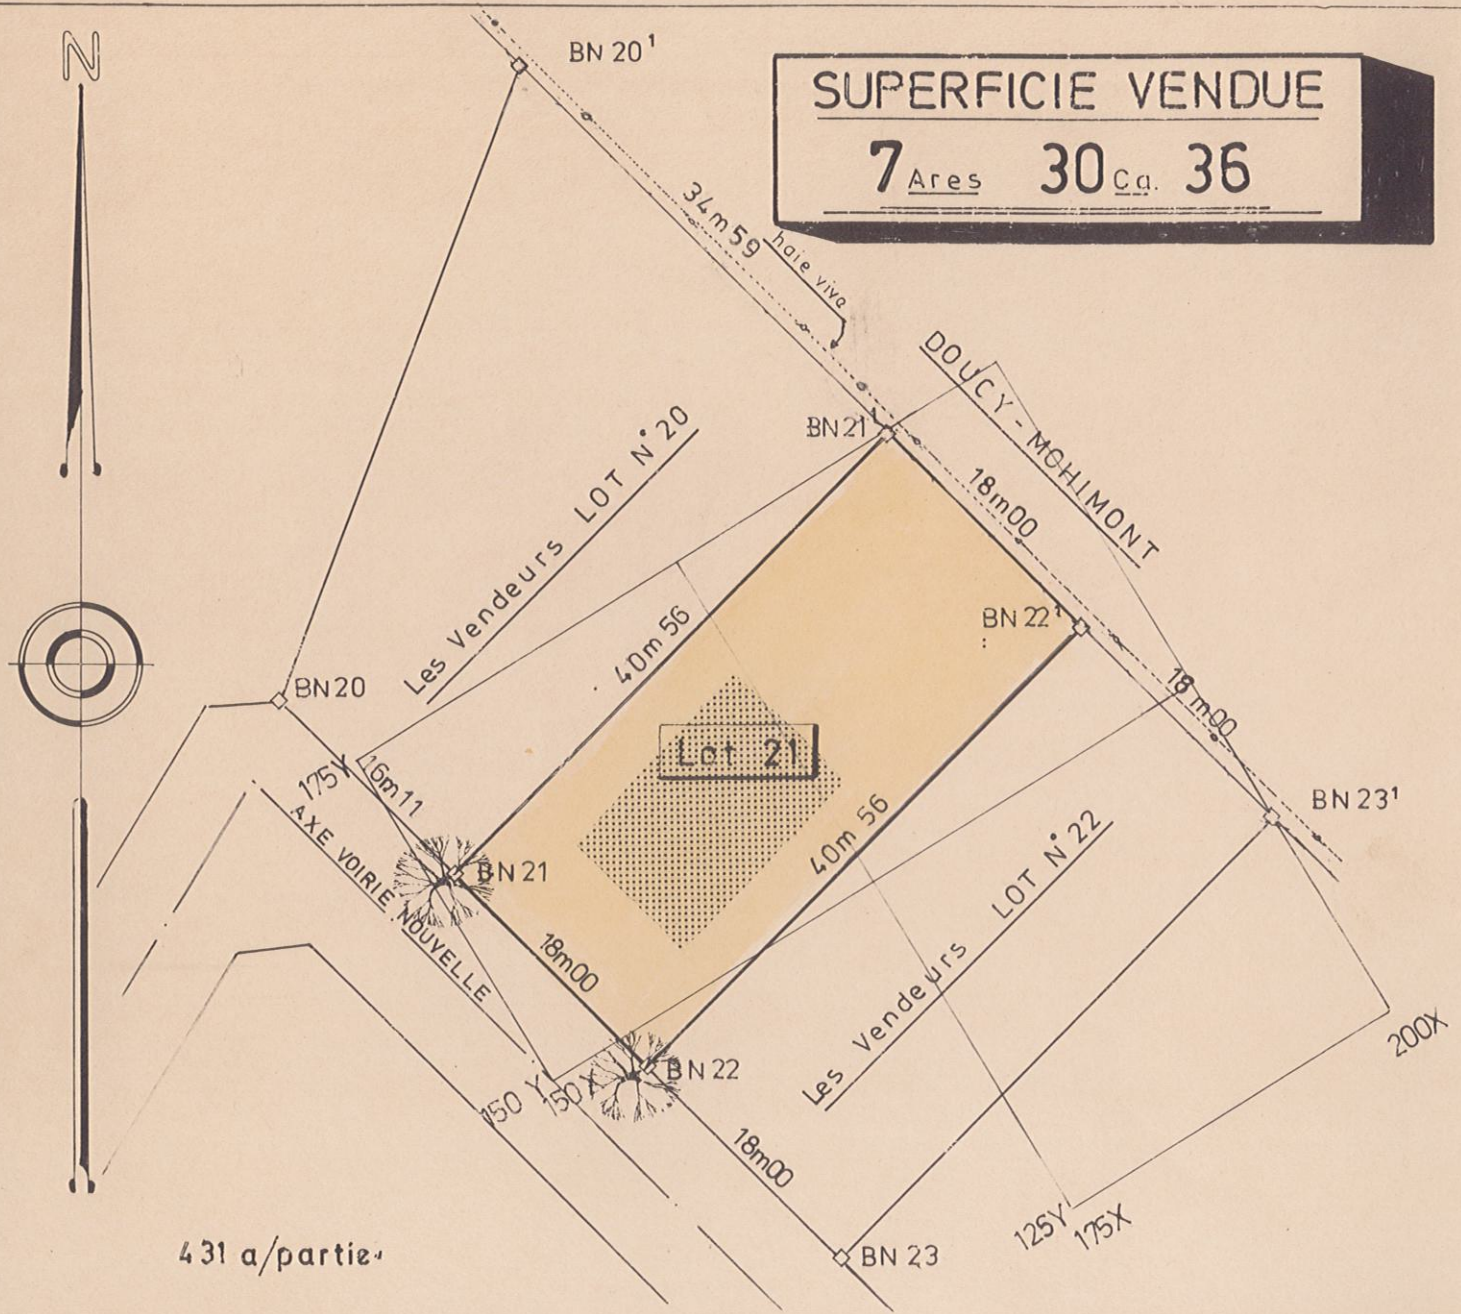 N
BN 20¹
SUPERFICIE VENDUE
7 Ares 30 Ca. 36
34m59
haie vive
DOUCY - MOHIMONT
BN 21¹
Les Vendeurs LOT N° 20
18m00
40m 56
BN 22¹
BN 20
18m00
Lot 21
175Y
16m11
BN 23¹
AXE VOIRIE NOUVELLE
40m 56
BN 21
Les Vendeurs LOT N° 22
18m00
200X
BN 22
150 Y
150X
18m00
125Y
175X
431 a/partie.
BN 23